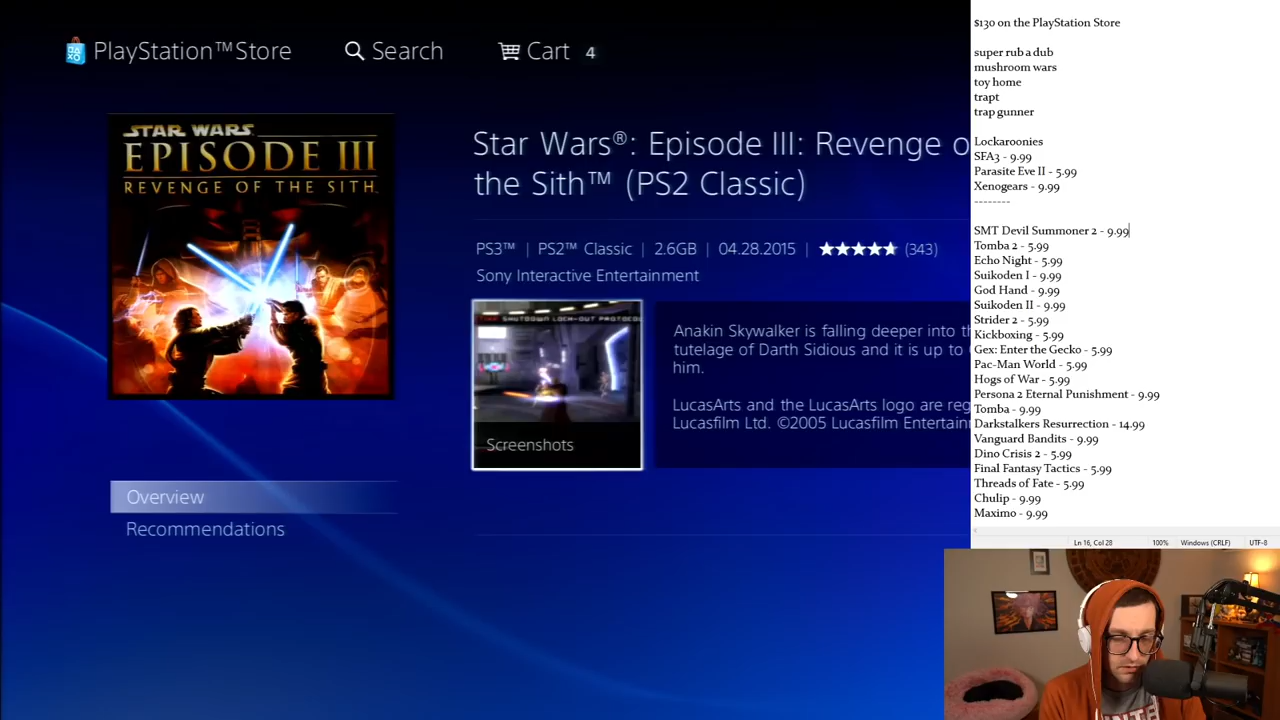 PlayStation™Store
Search
Cart 4
STAR WARS
EPISODE III
REVENGE OF THE SITH
Star Wars®: Episode III: Revenge o
the Sith™ (PS2 Classic)
PS3™ | PS2™ Classic | 2.6GB | 04.28.2015 | (343)
Sony Interactive Entertainment
SHUTDOWN LOCK-OUT PROTOCOL
Screenshots
Anakin Skywalker is falling deeper into th
tutelage of Darth Sidious and it is up to
him.
LucasArts and the LucasArts logo are reg
Lucasfilm Ltd. ©2005 Lucasfilm Entertain
Overview
Recommendations
$130 on the PlayStation Store
super rub a dub
mushroom wars
toy home
trapt
trap gunner
Lockaroonies
SFA3 - 9.99
Parasite Eve II - 5.99
Xenogears - 9.99
--------
SMT Devil Summoner 2 - 9.99
Tomba 2 - 5.99
Echo Night - 5.99
Suikoden I - 9.99
God Hand - 9.99
Suikoden II - 9.99
Strider 2 - 5.99
Kickboxing - 5.99
Gex: Enter the Gecko - 5.99
Pac-Man World - 5.99
Hogs of War - 5.99
Persona 2 Eternal Punishment - 9.99
Tomba - 9.99
Darkstalkers Resurrection - 14.99
Vanguard Bandits - 9.99
Dino Crisis 2 - 5.99
Final Fantasy Tactics - 5.99
Threads of Fate - 5.99
Chulip - 9.99
Maximo - 9.99
Ln 16, Col 28
100%
Windows (CRLF)
UTF-8